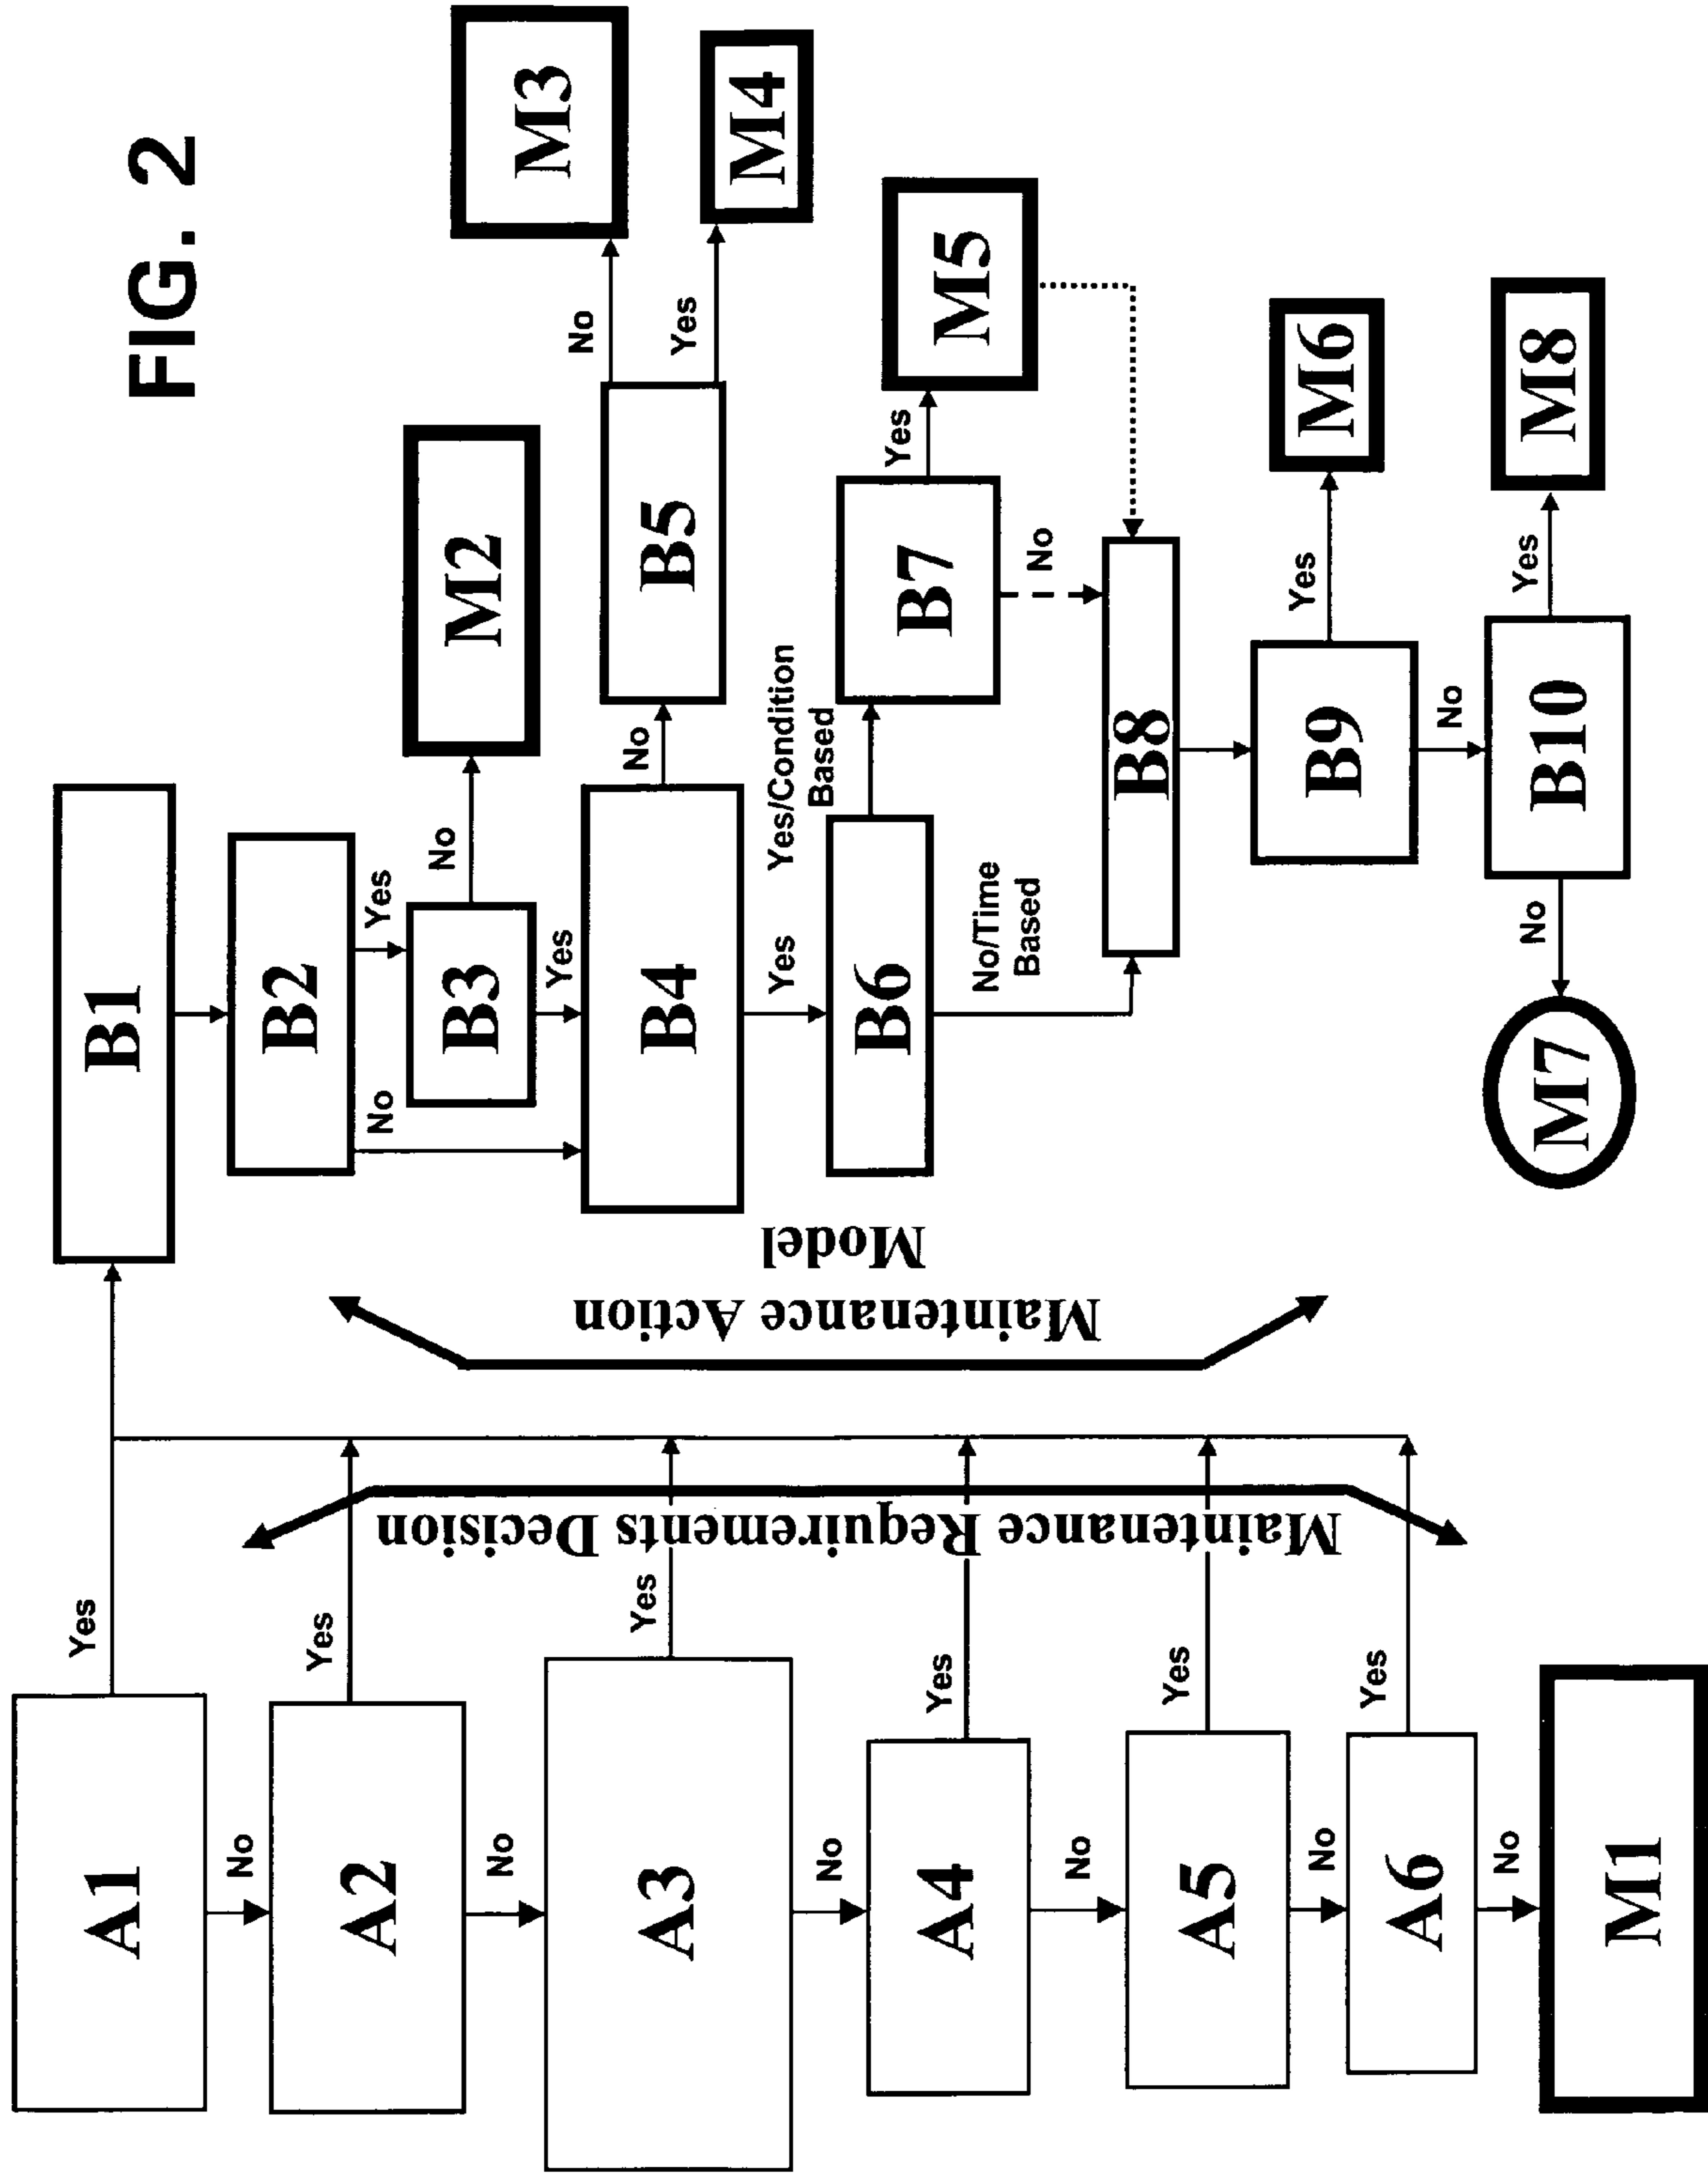 FIG. 2
A1
Yes
No
A2
Yes
No
A3
Yes
No
A4
Yes
No
A5
Yes
No
A6
Yes
No
M1
Maintenance Requirements Decision
Maintenance Action
Model
B1
B2
No
Yes
B3
No
M2
Yes
B4
No
B5
No
M3
Yes
M4
Yes
B6
Yes/Condition
Based
B7
Yes
M5
No
No/Time
Based
B8
B9
Yes
M6
No
B10
Yes
M8
No
M7